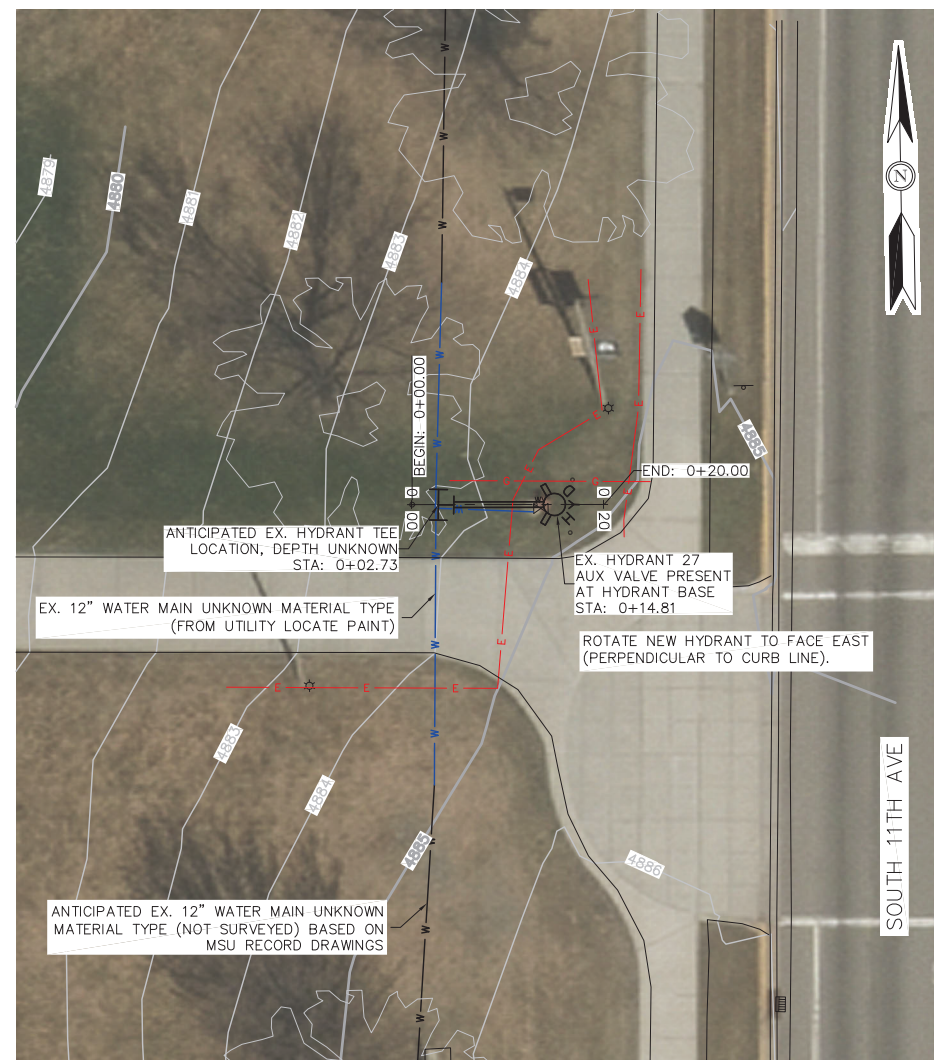 4879
4880
4881
4882
4883
4884
N
W
W
W
E
E
W
E
BEGIN: 0+00.00
4885
W
E
E
G
G
E
END: 0+20.00
0
00
W
HYD
0
20
ANTICIPATED EX. HYDRANT TEE
LOCATION, DEPTH UNKNOWN
STA: 0+02.73
W
E
EX. HYDRANT 27
AUX VALVE PRESENT
AT HYDRANT BASE
STA: 0+14.81
EX. 12" WATER MAIN UNKNOWN MATERIAL TYPE
(FROM UTILITY LOCATE PAINT)
W
E
ROTATE NEW HYDRANT TO FACE EAST
(PERPENDICULAR TO CURB LINE).
E
E
E
4883
W
4884
4885
W
4886
SOUTH 11TH AVE
ANTICIPATED EX. 12" WATER MAIN UNKNOWN
MATERIAL TYPE (NOT SURVEYED) BASED ON
MSU RECORD DRAWINGS
W
W